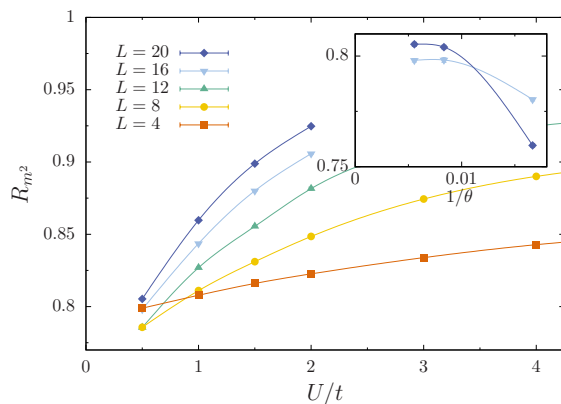 1
0.95
0.9
0.85
0.8
R_{m^2}
L = 20
L = 16
L = 12
L = 8
L = 4
0.8
0.75
0
0.01
1/θ
0
1
2
3
4
U/t